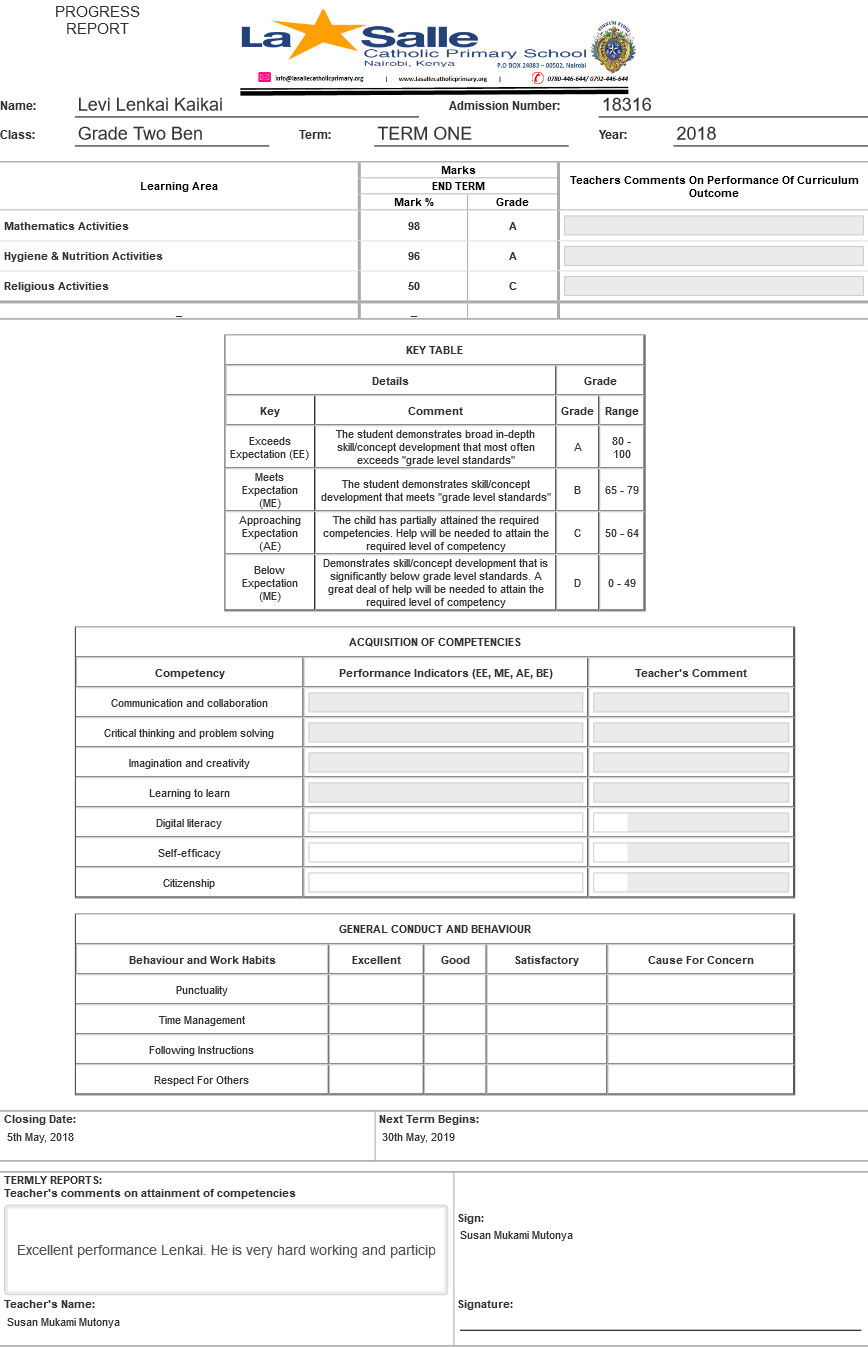 PROGRESS
REPORT
La Salle
Catholic Primary School
Nairobi, Kenya
P.O BOX 24083 – 00502, Nairobi
info@lasallecatholicprimary.org | www.lasallecatholicprimary.org | 0780-446-644/ 0792-446-644
Name: Levi Lenkai Kaikai Admission Number: 18316
Class: Grade Two Ben Term: TERM ONE Year: 2018
Learning Area Marks Teachers Comments On Performance Of Curriculum Outcome
END TERM
Mark % Grade
Mathematics Activities 98 A
Hygiene & Nutrition Activities 96 A
Religious Activities 50 C
– –
KEY TABLE
Details Grade
Key Comment Grade Range
Exceeds Expectation (EE) The student demonstrates broad in-depth skill/concept development that most often exceeds "grade level standards" A 80 - 100
Meets Expectation (ME) The student demonstrates skill/concept development that meets "grade level standards" B 65 - 79
Approaching Expectation (AE) The child has partially attained the required competencies. Help will be needed to attain the required level of competency C 50 - 64
Below Expectation (ME) Demonstrates skill/concept development that is significantly below grade level standards. A great deal of help will be needed to attain the required level of competency D 0 - 49
ACQUISITION OF COMPETENCIES
Competency Performance Indicators (EE, ME, AE, BE) Teacher's Comment
Communication and collaboration
Critical thinking and problem solving
Imagination and creativity
Learning to learn
Digital literacy
Self-efficacy
Citizenship
GENERAL CONDUCT AND BEHAVIOUR
Behaviour and Work Habits Excellent Good Satisfactory Cause For Concern
Punctuality
Time Management
Following Instructions
Respect For Others
Closing Date: Next Term Begins:
5th May, 2018 30th May, 2019
TERMLY REPORTS:
Teacher's comments on attainment of competencies
Excellent performance Lenkai. He is very hard working and particip
Sign:
Susan Mukami Mutonya
Teacher's Name: Signature:
Susan Mukami Mutonya